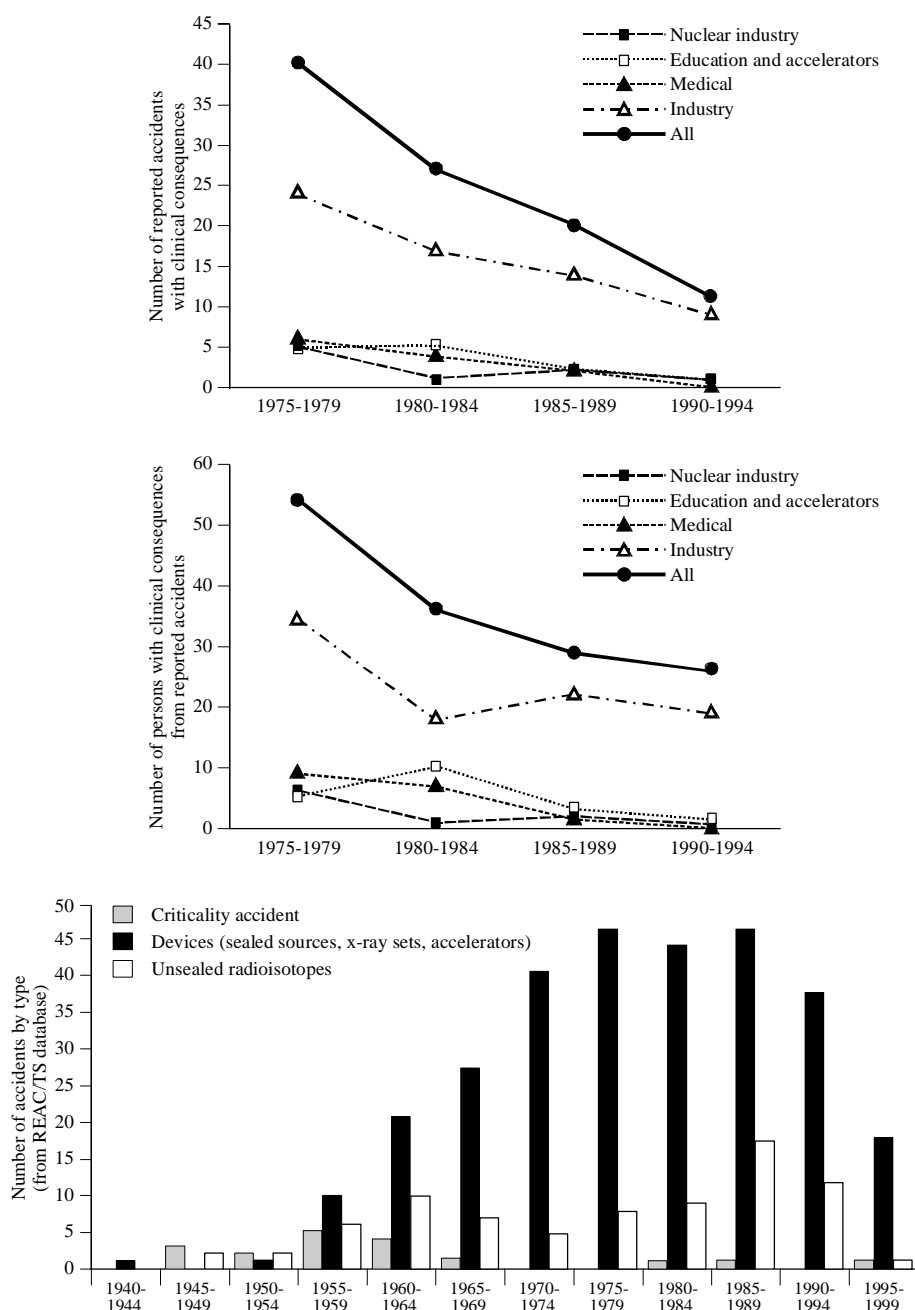 45
40
35
30
25
20
15
10
5
0
Number of reported accidents
with clinical consequences
Nuclear industry
Education and accelerators
Medical
Industry
All
1975-1979 1980-1984 1985-1989 1990-1994
60
50
40
30
20
10
0
Number of persons with clinical consequences
from reported accidents
Nuclear industry
Education and accelerators
Medical
Industry
All
1975-1979 1980-1984 1985-1989 1990-1994
50
45
40
35
30
25
20
15
10
5
0
Number of accidents by type
(from REAC/TS database)
Criticality accident
Devices (sealed sources, x-ray sets, accelerators)
Unsealed radioisotopes
1940- 1945- 1950- 1955- 1960- 1965- 1970- 1975- 1980- 1985- 1990- 1995-
1944 1949 1954 1959 1964 1969 1974 1979 1984 1989 1990 1999